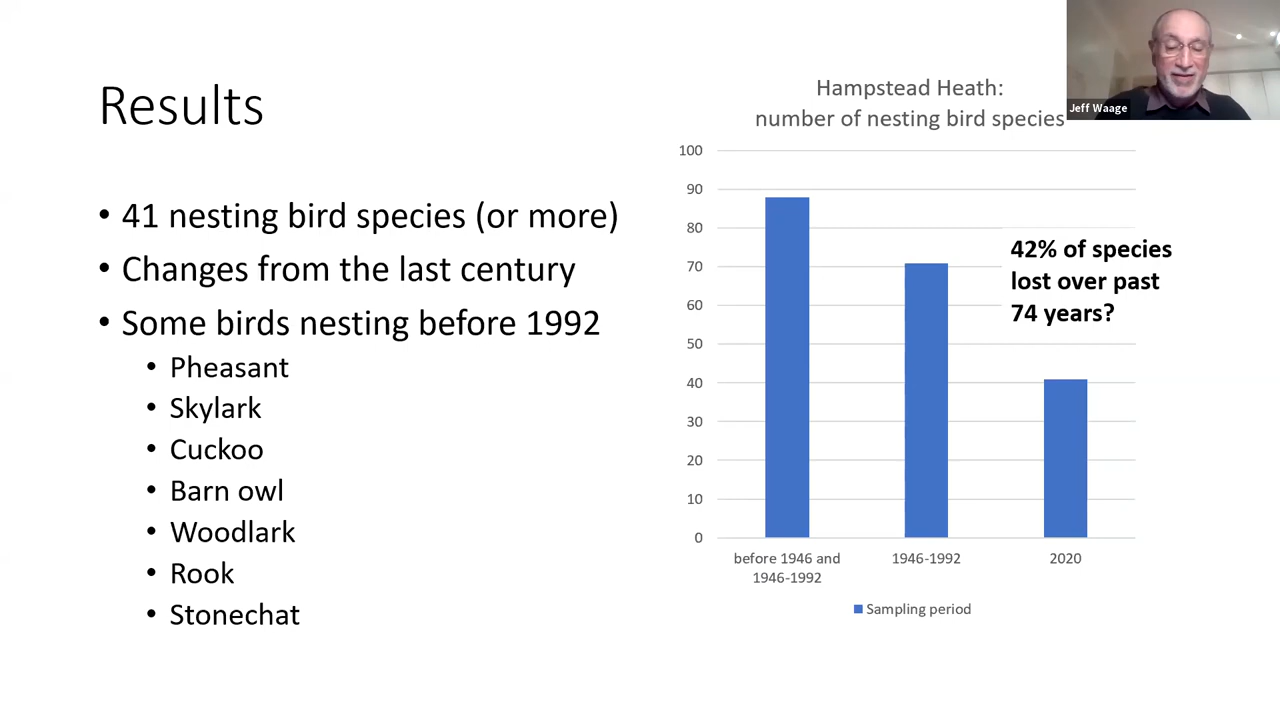 Results
• 41 nesting bird species (or more)
• Changes from the last century
• Some birds nesting before 1992
• Pheasant
• Skylark
• Cuckoo
• Barn owl
• Woodlark
• Rook
• Stonechat
Hampstead Heath:
number of nesting bird species
100
90
80
70
60
50
40
30
20
10
0
42% of species
lost over past
74 years?
before 1946 and
1946-1992
1946-1992
2020
Sampling period
Jeff Waage